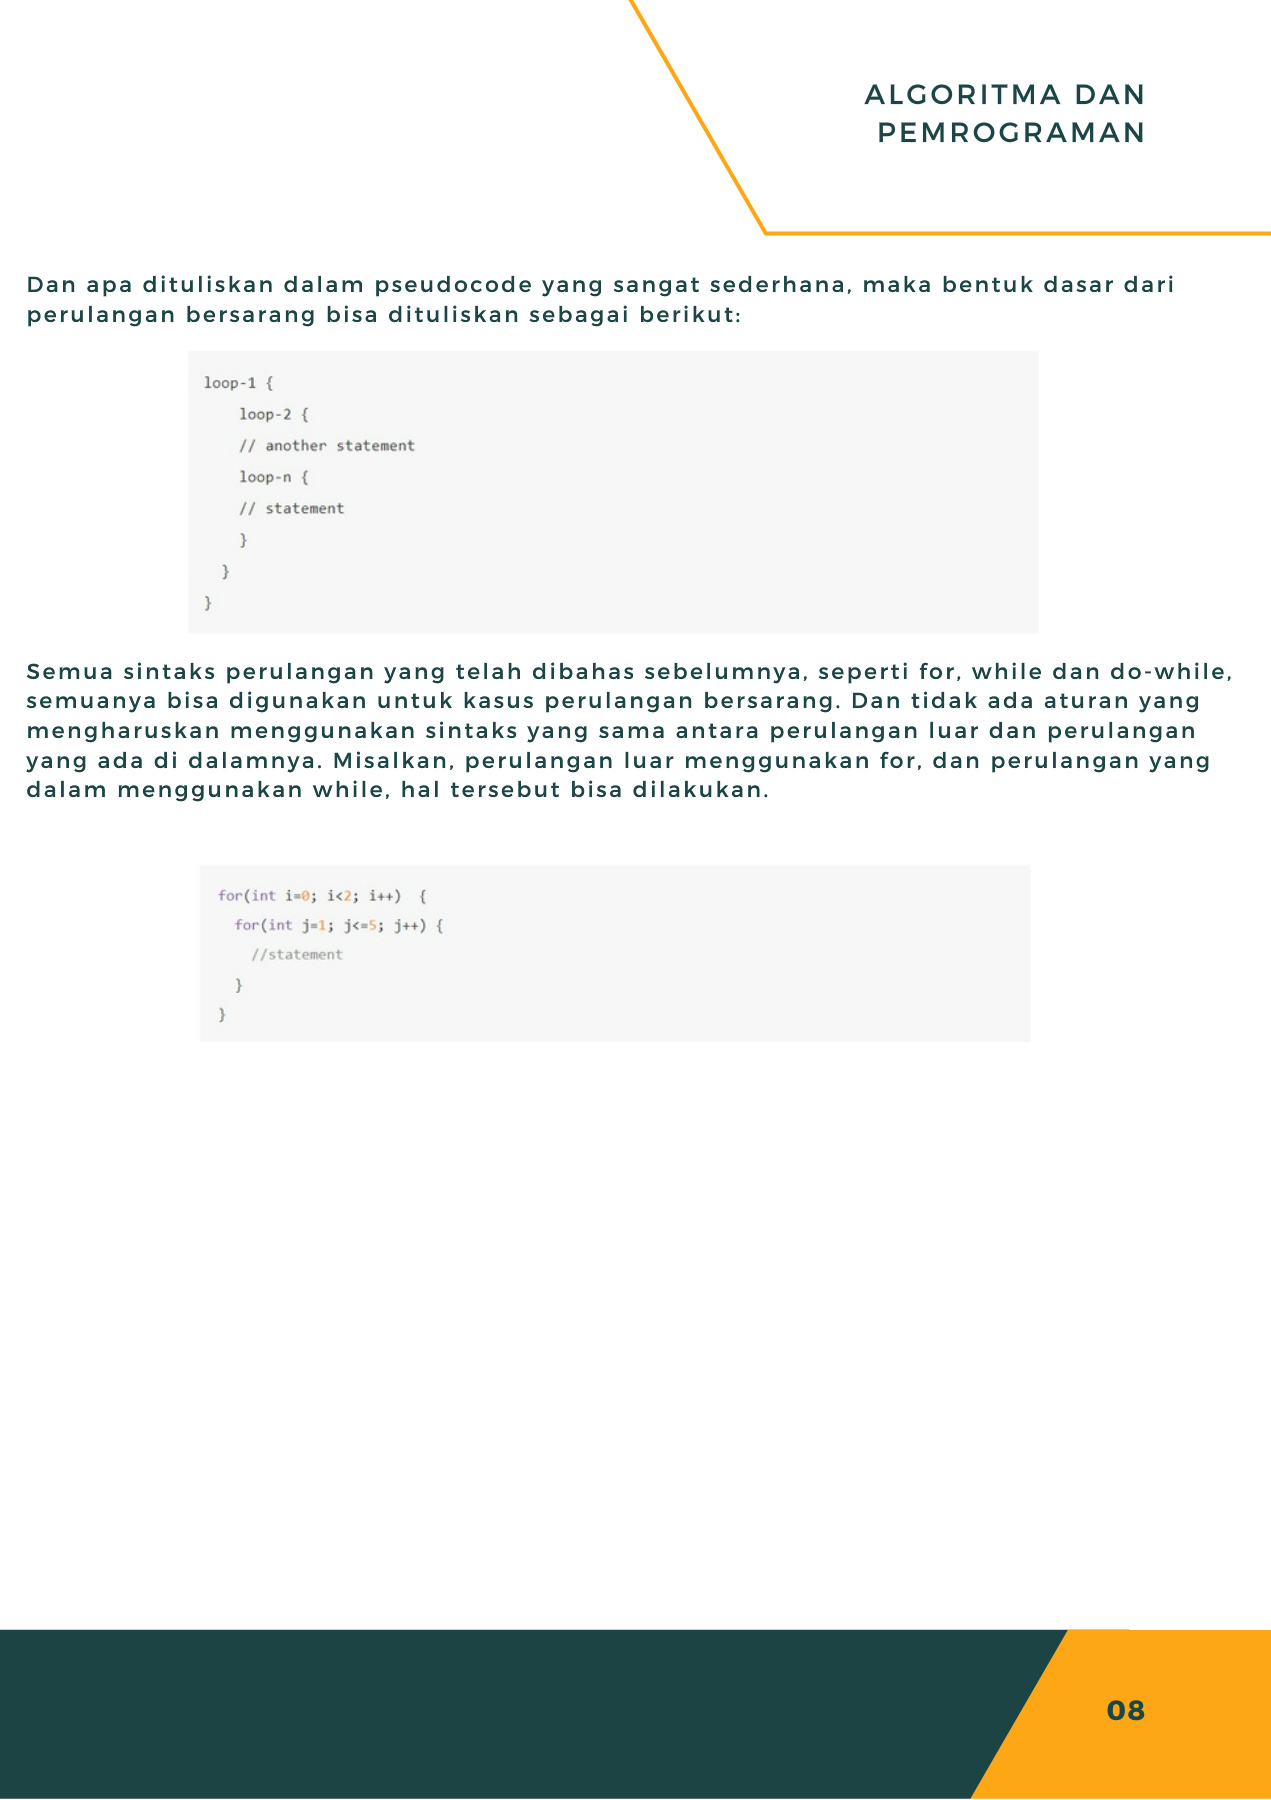 ALGORITMA DAN
PEMROGRAMAN
Dan apa dituliskan dalam pseudocode yang sangat sederhana, maka bentuk dasar dari
perulangan bersarang bisa dituliskan sebagai berikut:
loop-1 {
    loop-2 {
    // another statement
    loop-n {
    // statement
    }
  }
}
Semua sintaks perulangan yang telah dibahas sebelumnya, seperti for, while dan do-while,
semuanya bisa digunakan untuk kasus perulangan bersarang. Dan tidak ada aturan yang
mengharuskan menggunakan sintaks yang sama antara perulangan luar dan perulangan
yang ada di dalamnya. Misalkan, perulangan luar menggunakan for, dan perulangan yang
dalam menggunakan while, hal tersebut bisa dilakukan.
for(int i=0; i<2; i++)  {
  for(int j=1; j<=5; j++) {
    //statement
  }
}
08